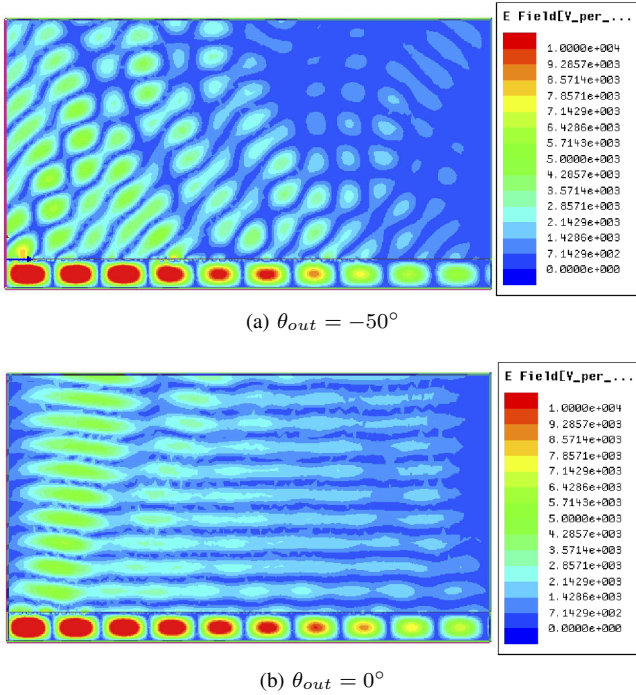 E Field[V_per_...
1.0000e+004
9.2857e+003
8.5714e+003
7.8571e+003
7.1429e+003
6.4286e+003
5.7143e+003
5.0000e+003
4.2857e+003
3.5714e+003
2.8571e+003
2.1429e+003
1.4286e+003
7.1429e+002
0.0000e+000
(a) θout = −50°
E Field[V_per_...
1.0000e+004
9.2857e+003
8.5714e+003
7.8571e+003
7.1429e+003
6.4286e+003
5.7143e+003
5.0000e+003
4.2857e+003
3.5714e+003
2.8571e+003
2.1429e+003
1.4286e+003
7.1429e+002
0.0000e+000
(b) θout = 0°